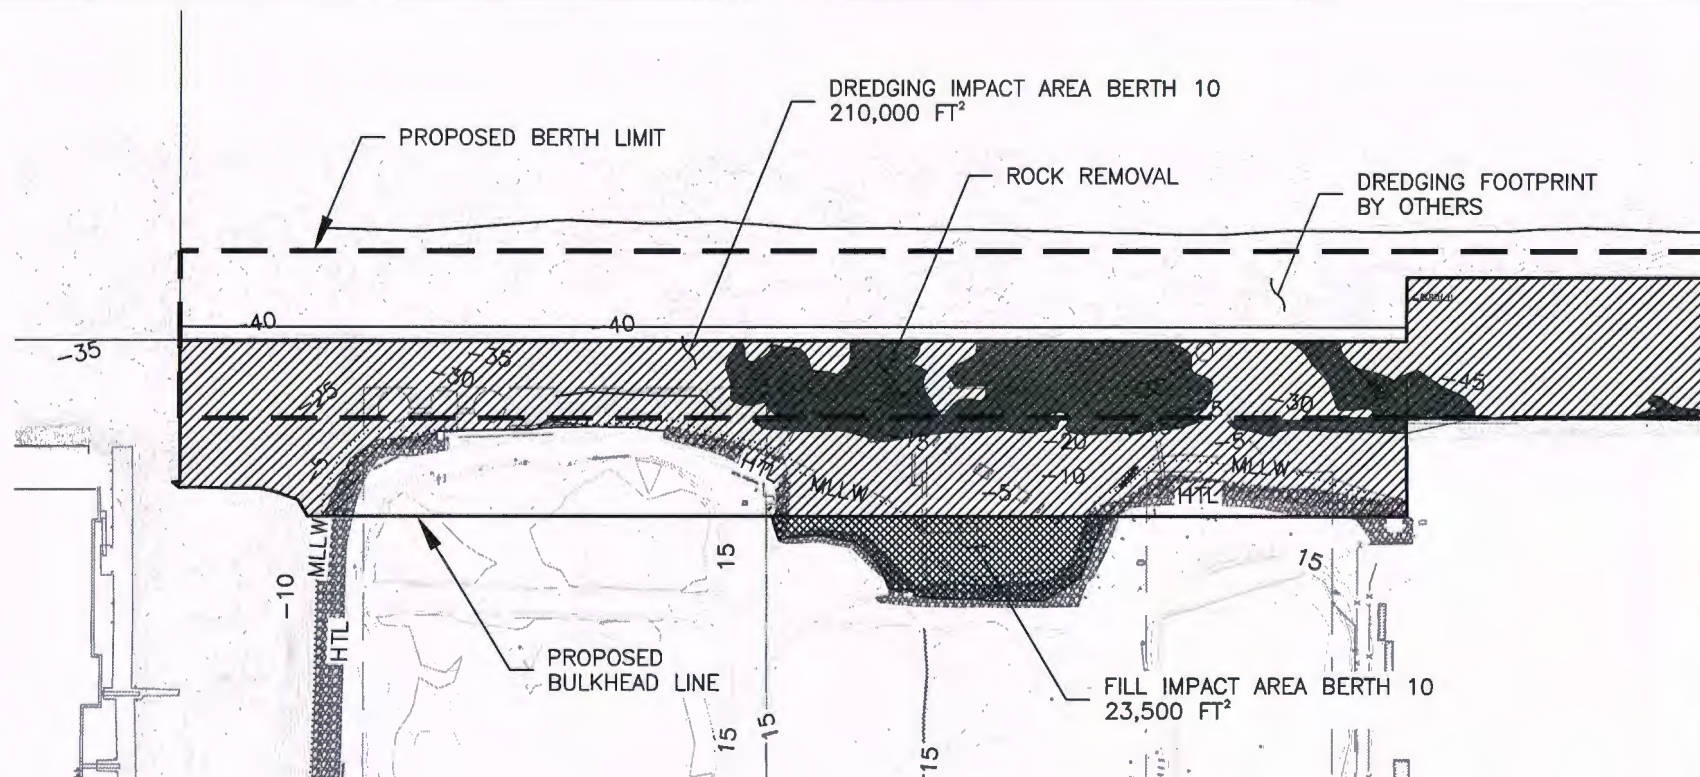 DREDGING IMPACT AREA BERTH 10
210,000 FT²
PROPOSED BERTH LIMIT
ROCK REMOVAL
DREDGING FOOTPRINT
BY OTHERS
-40
-40
-35
-35
-30
-25
-45
-30
-5
-20
-5
-5
HTL
MLLW
-10
-5
MLLW
HTL
MLLW
-10
HTL
15
15
PROPOSED
BULKHEAD LINE
FILL IMPACT AREA BERTH 10
23,500 FT²
15
15
15